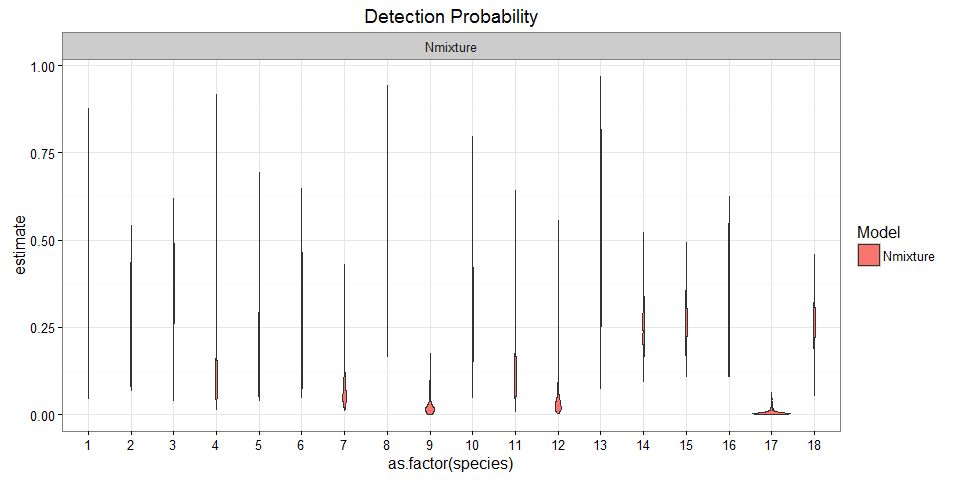 Detection Probability
Nmixture
1.00
0.75
0.50
0.25
0.00
estimate
1 2 3 4 5 6 7 8 9 10 11 12 13 14 15 16 17 18
as.factor(species)
Model
Nmixture